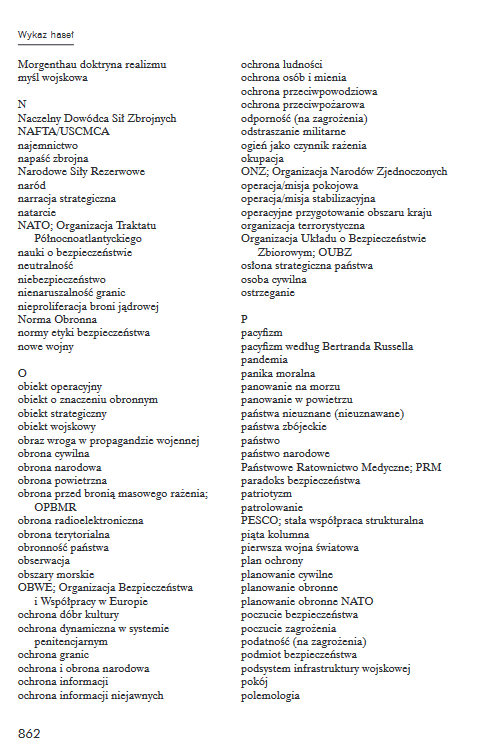 Wykaz haseł
Morgenthau doktryna realizmu
myśl wojskowa
N
Naczelny Dowódca Sił Zbrojnych
NAFTA/USCMCA
najemnictwo
napaść zbrojna
Narodowe Siły Rezerwowe
naród
narracja strategiczna
natarcie
NATO; Organizacja Traktatu
Północnoatlantyckiego
nauki o bezpieczeństwie
neutralność
niebezpieczeństwo
nienaruszalność granic
nieproliferacja broni jądrowej
Norma Obronna
normy etyki bezpieczeństwa
nowe wojny
O
obiekt operacyjny
obiekt o znaczeniu obronnym
obiekt strategiczny
obiekt wojskowy
obraz wroga w propagandzie wojennej
obrona cywilna
obrona narodowa
obrona powietrzna
obrona przed bronią masowego rażenia;
OPBMR
obrona radioelektroniczna
obrona terytorialna
obronność państwa
obserwacja
obszary morskie
OBWE; Organizacja Bezpieczeństwa
i Współpracy w Europie
ochrona dóbr kultury
ochrona dynamiczna w systemie
penitencjarnym
ochrona granic
ochrona i obrona narodowa
ochrona informacji
ochrona informacji niejawnych
ochrona ludności
ochrona osób i mienia
ochrona przeciwpowodziowa
ochrona przeciwpożarowa
odporność (na zagrożenia)
odstraszanie militarne
ogień jako czynnik rażenia
okupacja
ONZ; Organizacja Narodów Zjednoczonych
operacja/misja pokojowa
operacja/misja stabilizacyjna
operacyjne przygotowanie obszaru kraju
organizacja terrorystyczna
Organizacja Układu o Bezpieczeństwie
Zbiorowym; OUBZ
osłona strategiczna państwa
osoba cywilna
ostrzeganie
P
pacyfizm
pacyfizm według Bertranda Russella
pandemia
panika moralna
panowanie na morzu
panowanie w powietrzu
państwa nieuznane (nieuznawane)
państwa zbójeckie
państwo
państwo narodowe
Państwowe Ratownictwo Medyczne; PRM
paradoks bezpieczeństwa
patriotyzm
patrolowanie
PESCO; stała współpraca strukturalna
piąta kolumna
pierwsza wojna światowa
plan ochrony
planowanie cywilne
planowanie obronne
planowanie obronne NATO
poczucie bezpieczeństwa
poczucie zagrożenia
podatność (na zagrożenia)
podmiot bezpieczeństwa
podsystem infrastruktury wojskowej
pokój
polemologia
862